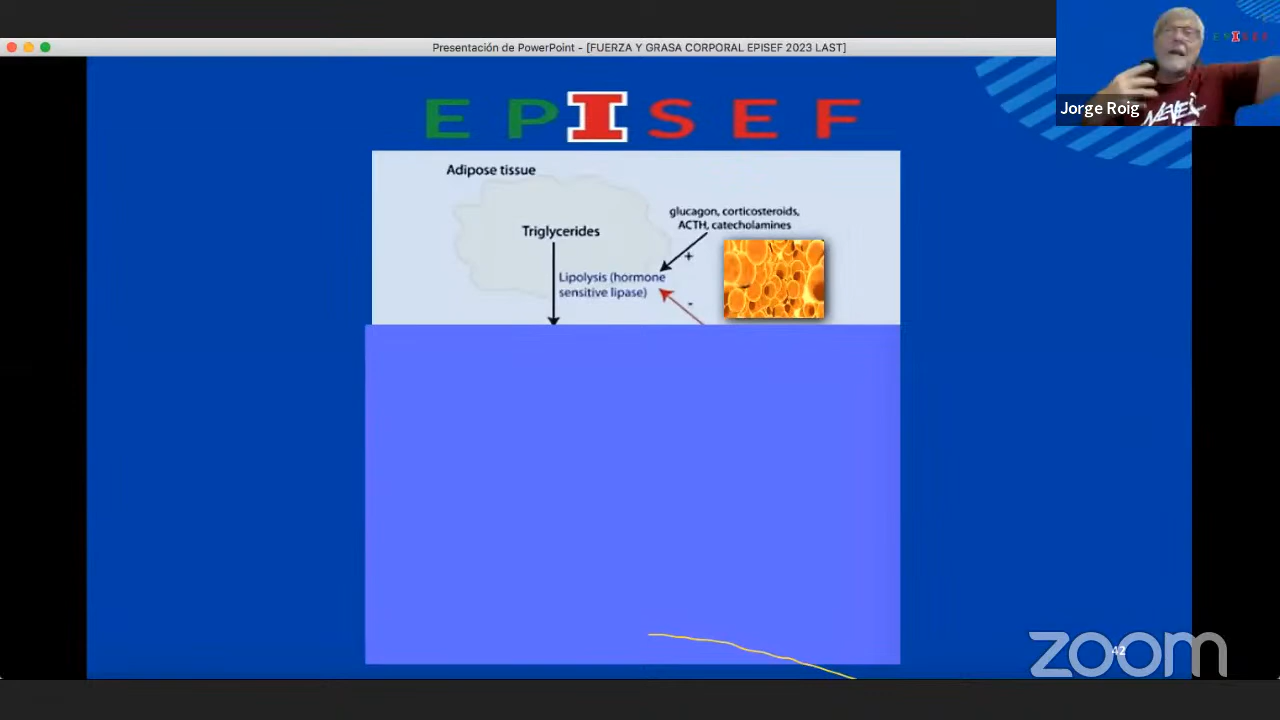 Presentación de PowerPoint - [FUERZA Y GRASA CORPORAL EPISEF 2023 LAST]
Jorge Roig
EPISEF
Adipose tissue
glucagon, corticosteroids,
ACTH, catecholamines
Triglycerides
+
Lipolysis (hormone
sensitive lipase)
-
42
zoom